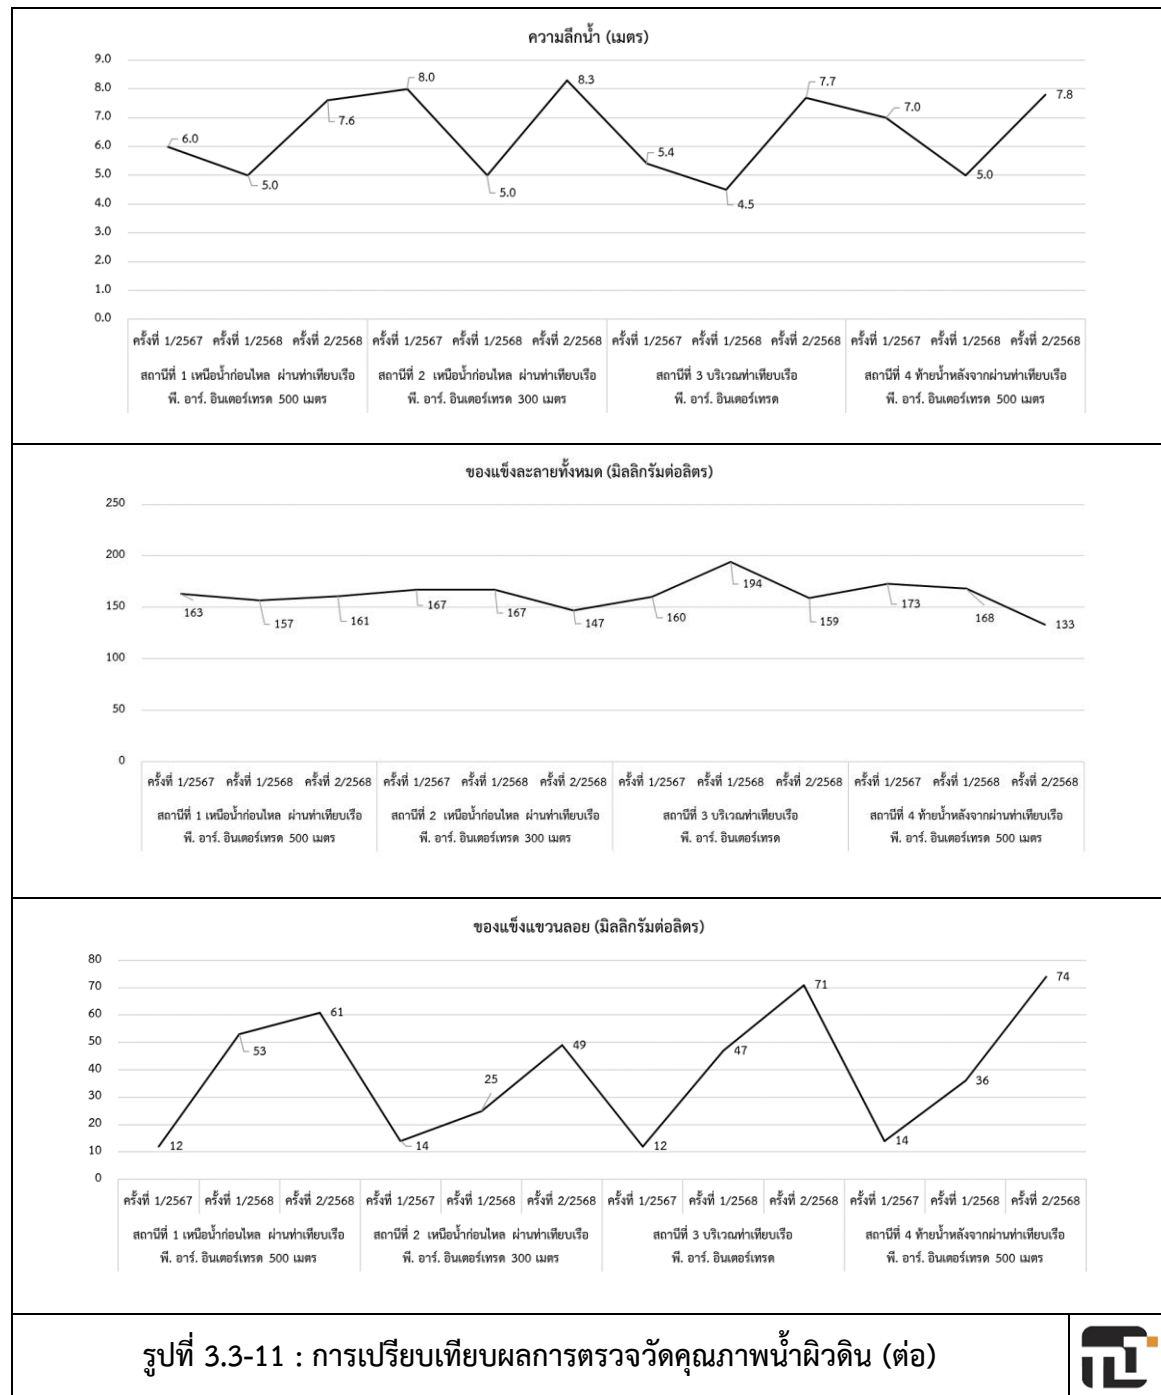 ความลึกน้ำ (เมตร)
9.0
8.0
7.0
6.0
5.0
4.0
3.0
2.0
1.0
0.0
6.0
5.0
7.6
8.0
5.0
8.3
5.4
4.5
7.7
7.0
5.0
7.8
ครั้งที่ 1/2567 ครั้งที่ 1/2568 ครั้งที่ 2/2568 ครั้งที่ 1/2567 ครั้งที่ 1/2568 ครั้งที่ 2/2568 ครั้งที่ 1/2567 ครั้งที่ 1/2568 ครั้งที่ 2/2568 ครั้งที่ 1/2567 ครั้งที่ 1/2568 ครั้งที่ 2/2568
สถานีที่ 1 เหนือน้ำก่อนไหล ผ่านท่าเทียบเรือ
พี. อาร์. อินเตอร์เทรด 500 เมตร
สถานีที่ 2 เหนือน้ำก่อนไหล ผ่านท่าเทียบเรือ
พี. อาร์. อินเตอร์เทรด 300 เมตร
สถานีที่ 3 บริเวณท่าเทียบเรือ
พี. อาร์. อินเตอร์เทรด
สถานีที่ 4 ท้ายน้ำหลังจากผ่านท่าเทียบเรือ
พี. อาร์. อินเตอร์เทรด 500 เมตร
ของแข็งละลายทั้งหมด (มิลลิกรัมต่อลิตร)
250
200
150
100
50
0
163
157
161
167
167
147
160
194
159
173
168
133
ครั้งที่ 1/2567 ครั้งที่ 1/2568 ครั้งที่ 2/2568 ครั้งที่ 1/2567 ครั้งที่ 1/2568 ครั้งที่ 2/2568 ครั้งที่ 1/2567 ครั้งที่ 1/2568 ครั้งที่ 2/2568 ครั้งที่ 1/2567 ครั้งที่ 1/2568 ครั้งที่ 2/2568
สถานีที่ 1 เหนือน้ำก่อนไหล ผ่านท่าเทียบเรือ
พี. อาร์. อินเตอร์เทรด 500 เมตร
สถานีที่ 2 เหนือน้ำก่อนไหล ผ่านท่าเทียบเรือ
พี. อาร์. อินเตอร์เทรด 300 เมตร
สถานีที่ 3 บริเวณท่าเทียบเรือ
พี. อาร์. อินเตอร์เทรด
สถานีที่ 4 ท้ายน้ำหลังจากผ่านท่าเทียบเรือ
พี. อาร์. อินเตอร์เทรด 500 เมตร
ของแข็งแขวนลอย (มิลลิกรัมต่อลิตร)
80
70
60
50
40
30
20
10
0
12
53
61
14
25
49
12
47
71
14
36
74
ครั้งที่ 1/2567 ครั้งที่ 1/2568 ครั้งที่ 2/2568 ครั้งที่ 1/2567 ครั้งที่ 1/2568 ครั้งที่ 2/2568 ครั้งที่ 1/2567 ครั้งที่ 1/2568 ครั้งที่ 2/2568 ครั้งที่ 1/2567 ครั้งที่ 1/2568 ครั้งที่ 2/2568
สถานีที่ 1 เหนือน้ำก่อนไหล ผ่านท่าเทียบเรือ
พี. อาร์. อินเตอร์เทรด 500 เมตร
สถานีที่ 2 เหนือน้ำก่อนไหล ผ่านท่าเทียบเรือ
พี. อาร์. อินเตอร์เทรด 300 เมตร
สถานีที่ 3 บริเวณท่าเทียบเรือ
พี. อาร์. อินเตอร์เทรด
สถานีที่ 4 ท้ายน้ำหลังจากผ่านท่าเทียบเรือ
พี. อาร์. อินเตอร์เทรด 500 เมตร
รูปที่ 3.3-11 : การเปรียบเทียบผลการตรวจวัดคุณภาพน้ำผิวดิน (ต่อ)